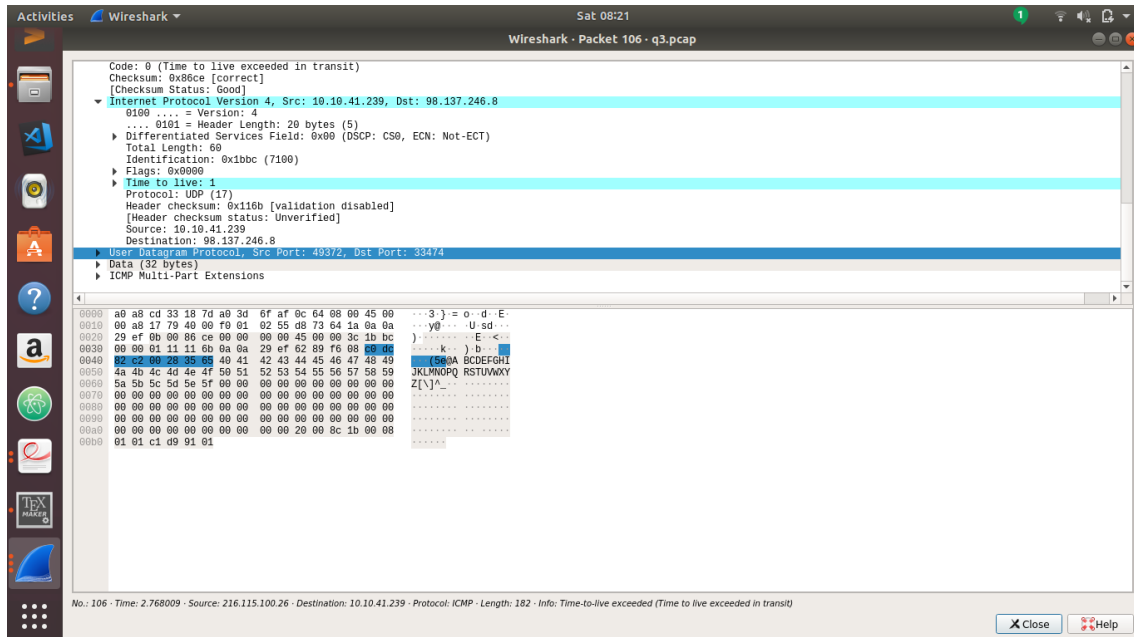 Activities Wireshark Sat 08:21 1
Wireshark · Packet 106 · q3.pcap
Code: 0 (Time to live exceeded in transit)
Checksum: 0x86ce [correct]
[Checksum Status: Good]
Internet Protocol Version 4, Src: 10.10.41.239, Dst: 98.137.246.8
0100 .... = Version: 4
.... 0101 = Header Length: 20 bytes (5)
Differentiated Services Field: 0x00 (DSCP: CS0, ECN: Not-ECT)
Total Length: 60
Identification: 0x1bbc (7100)
Flags: 0x0000
Time to live: 1
Protocol: UDP (17)
Header checksum: 0x116b [validation disabled]
[Header checksum status: Unverified]
Source: 10.10.41.239
Destination: 98.137.246.8
User Datagram Protocol, Src Port: 49372, Dst Port: 33474
Data (32 bytes)
ICMP Multi-Part Extensions
0000 a0 a8 cd 33 18 7d a0 3d 6f af 0c 64 08 00 45 00 ···3·}·= o··d··E·
0010 00 a8 17 79 40 00 f0 01 02 55 d8 73 64 1a 0a 0a ···y@··· ·U·sd···
0020 29 ef 0b 00 86 ce 00 00 00 00 45 00 00 3c 1b bc )······· ··E··<··
0030 00 00 01 11 11 6b 0a 0a 29 ef 62 89 f6 08 c0 dc ·····k·· )·b·····
0040 82 c2 00 28 35 65 40 41 42 43 44 45 46 47 48 49 ···(5e@A BCDEFGHI
0050 4a 4b 4c 4d 4e 4f 50 51 52 53 54 55 56 57 58 59 JKLMNOPQ RSTUVWXY
0060 5a 5b 5c 5d 5e 5f 00 00 00 00 00 00 00 00 00 00 Z[\]^_·· ········
0070 00 00 00 00 00 00 00 00 00 00 00 00 00 00 00 00 ········ ········
0080 00 00 00 00 00 00 00 00 00 00 00 00 00 00 00 00 ········ ········
0090 00 00 00 00 00 00 00 00 00 00 00 00 00 00 00 00 ········ ········
00a0 00 00 00 00 00 00 00 00 00 00 20 00 8c 1b 00 08 ········ ·· ·····
00b0 01 01 c1 d9 91 01 ······
TEX
MAKER
No.: 106 · Time: 2.768009 · Source: 216.115.100.26 · Destination: 10.10.41.239 · Protocol: ICMP · Length: 182 · Info: Time-to-live exceeded (Time to live exceeded in transit)
Close Help